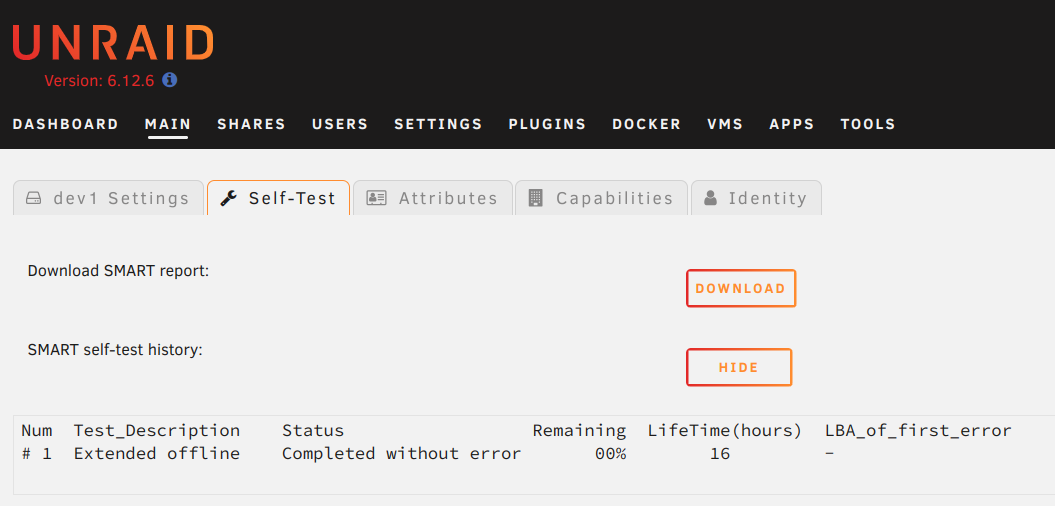 UNRAID
Version: 6.12.6
DASHBOARD MAIN SHARES USERS SETTINGS PLUGINS DOCKER VMS APPS TOOLS
dev1 Settings Self-Test Attributes Capabilities Identity
Download SMART report:
DOWNLOAD
SMART self-test history:
HIDE
Num Test_Description Status Remaining LifeTime(hours) LBA_of_first_error
# 1 Extended offline Completed without error 00% 16 -